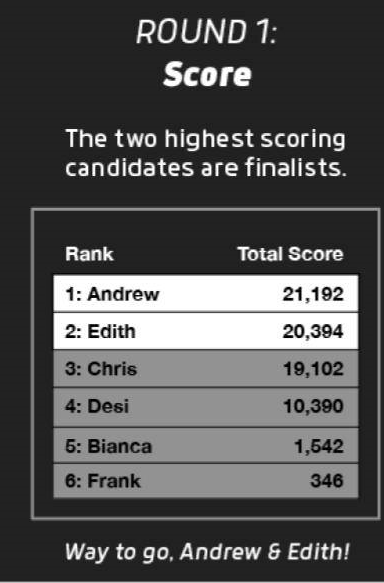 ROUND 1:
Score
The two highest scoring
candidates are finalists.
Rank Total Score
1: Andrew 21,192
2: Edith 20,394
3: Chris 19,102
4: Desi 10,390
5: Bianca 1,542
6: Frank 346
Way to go, Andrew & Edith!